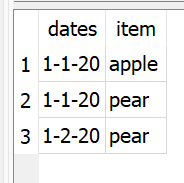 dates item
1 1-1-20 apple
2 1-1-20 pear
3 1-2-20 pear